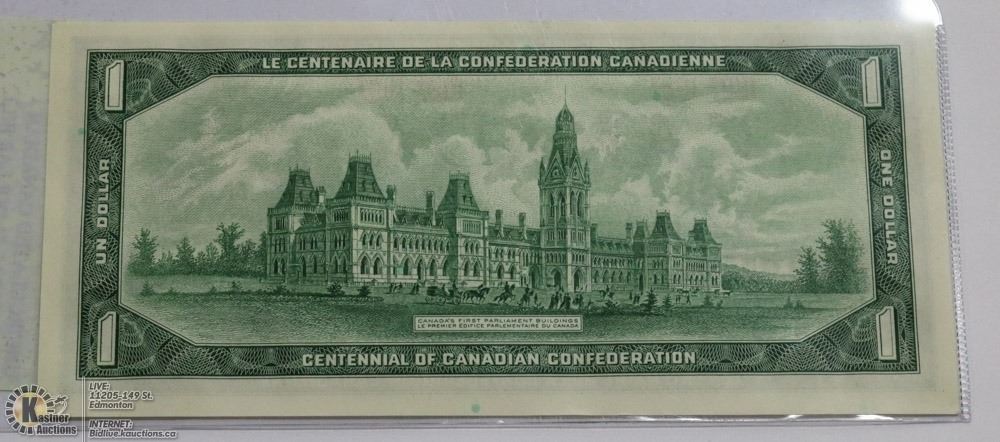 LE CENTENAIRE DE LA CONFEDERATION CANADIENNE
1
1
UN DOLLAR
ONE DOLLAR
CANADA'S FIRST PARLIAMENT BUILDINGS
LE PREMIER EDIFICE PARLEMENTAIRE DU CANADA
1
1
CENTENNIAL OF CANADIAN CONFEDERATION
K
Kastner
Auctions
LIVE:
11205-149 St.
Edmonton
INTERNET:
Bidlive.kauctions.ca